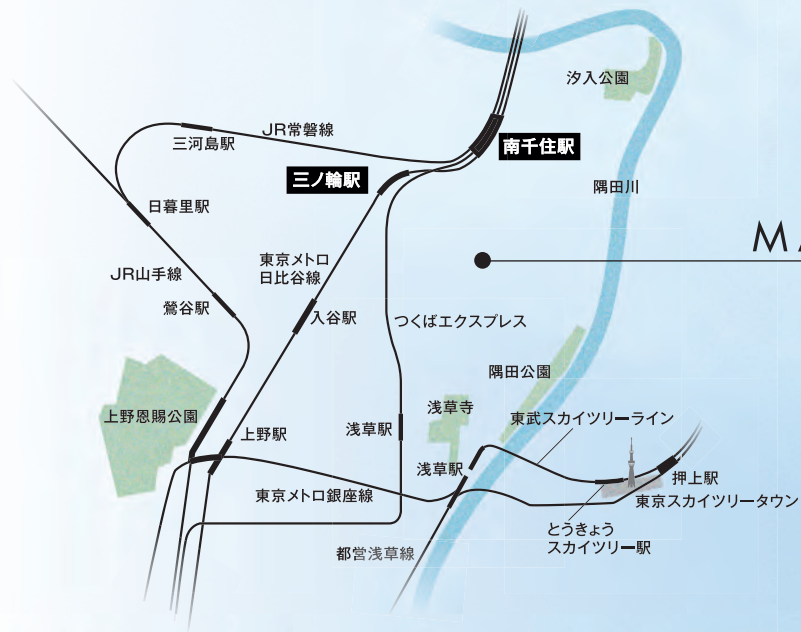 汐入公園
JR常磐線
三河島駅
南千住駅
三ノ輪駅
隅田川
日暮里駅
MA
東京メトロ
日比谷線
JR山手線
鶯谷駅
入谷駅
つくばエクスプレス
隅田公園
上野恩賜公園
浅草寺
東武スカイツリーライン
上野駅
浅草駅
浅草駅
押上駅
東京メトロ銀座線
東京スカイツリータウン
とうきょう
スカイツリー駅
都営浅草線